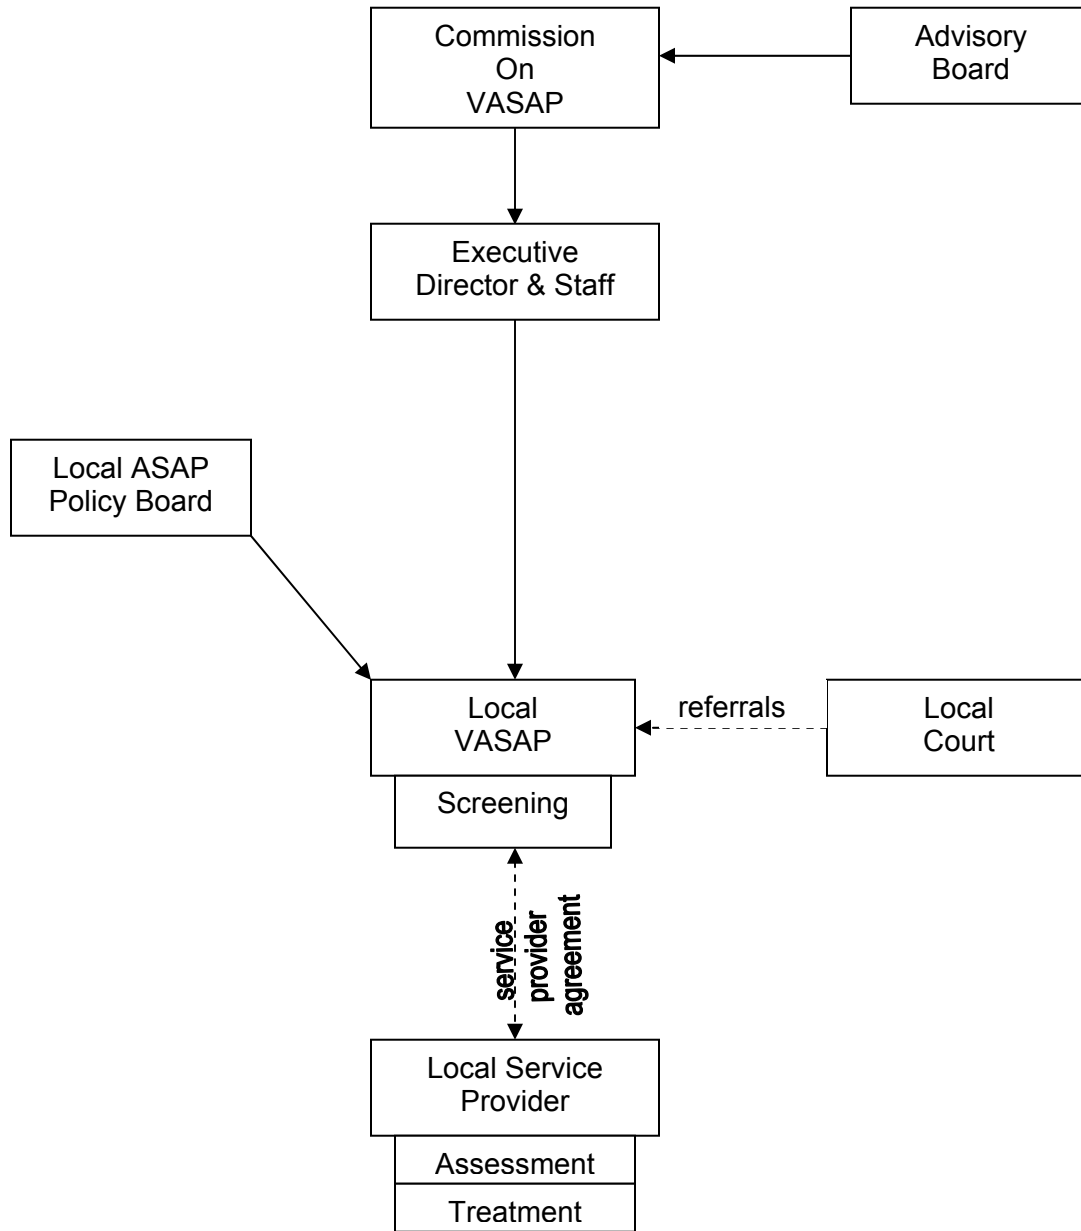 Commission
On
VASAP
Advisory
Board
Executive
Director & Staff
Local ASAP
Policy Board
Local
VASAP
referrals
Local
Court
Screening
service
provider
agreement
Local Service
Provider
Assessment
Treatment